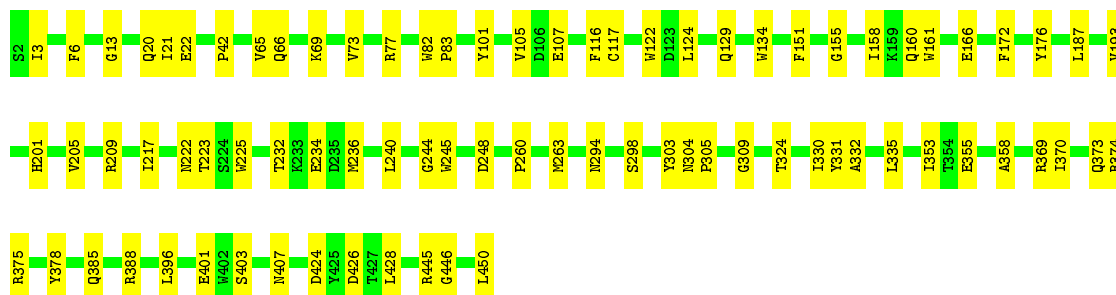 S2 I3 F6 G13 Q20 I21 E22 P42 V65 Q66 K69 V73 R77 W82 P83 Y101 V105 D106 E107 F116 C117 W122 D123 L124 Q129 W134 F151 G155 I158 K159 Q160 W161 E166 F172 Y176 L187
H201 V205 R209 I217 N222 T223 S224 W225 T232 K233 E234 D235 M236 L240 G244 W245 D248 P260 M263 N294 S298 Y303 N304 P305 G309 T324 I330 Y331 A332 L335 I353 T354 E355 A358 R369 I370 Q373
R375 Y378 Q385 R388 L396 E401 W402 S403 N407 D424 Y425 D426 T427 L428 R445 G446 L450